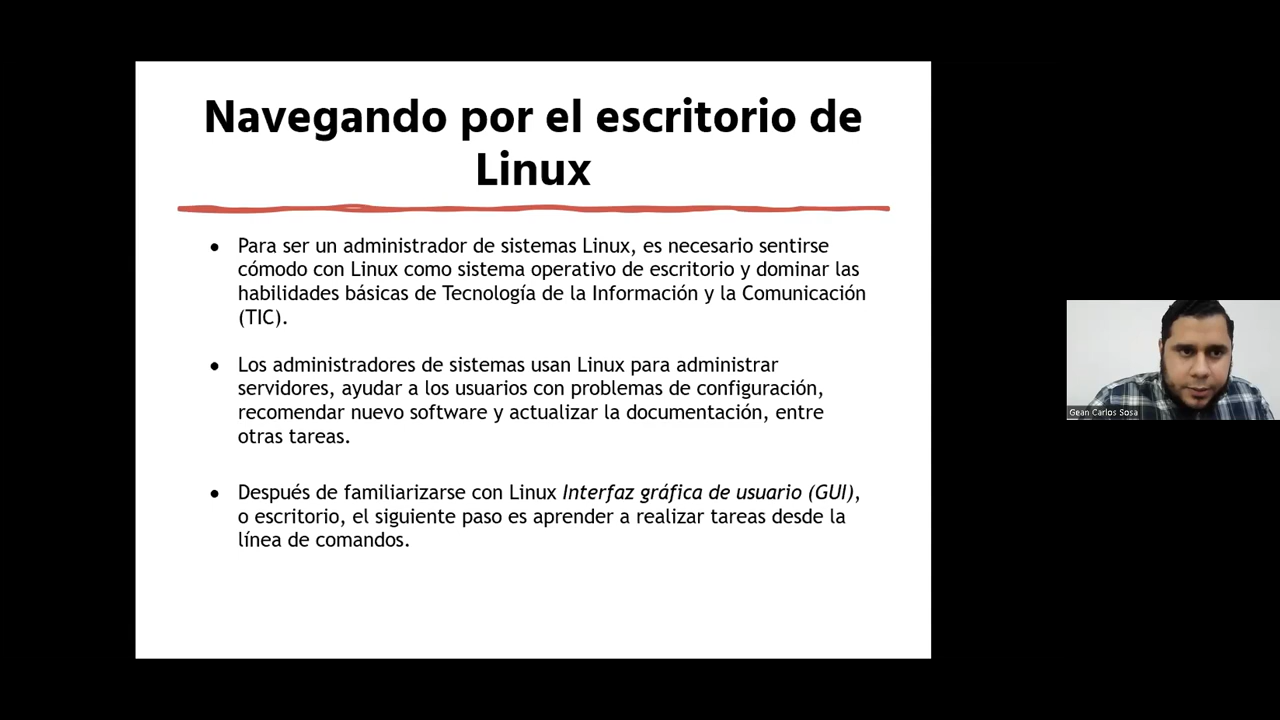 Navegando por el escritorio de
Linux
● Para ser un administrador de sistemas Linux, es necesario sentirse
cómodo con Linux como sistema operativo de escritorio y dominar las
habilidades básicas de Tecnología de la Información y la Comunicación
(TIC).
● Los administradores de sistemas usan Linux para administrar
servidores, ayudar a los usuarios con problemas de configuración,
recomendar nuevo software y actualizar la documentación, entre
otras tareas.
● Después de familiarizarse con Linux Interfaz gráfica de usuario (GUI),
o escritorio, el siguiente paso es aprender a realizar tareas desde la
línea de comandos.
Gean Carlos Sosa